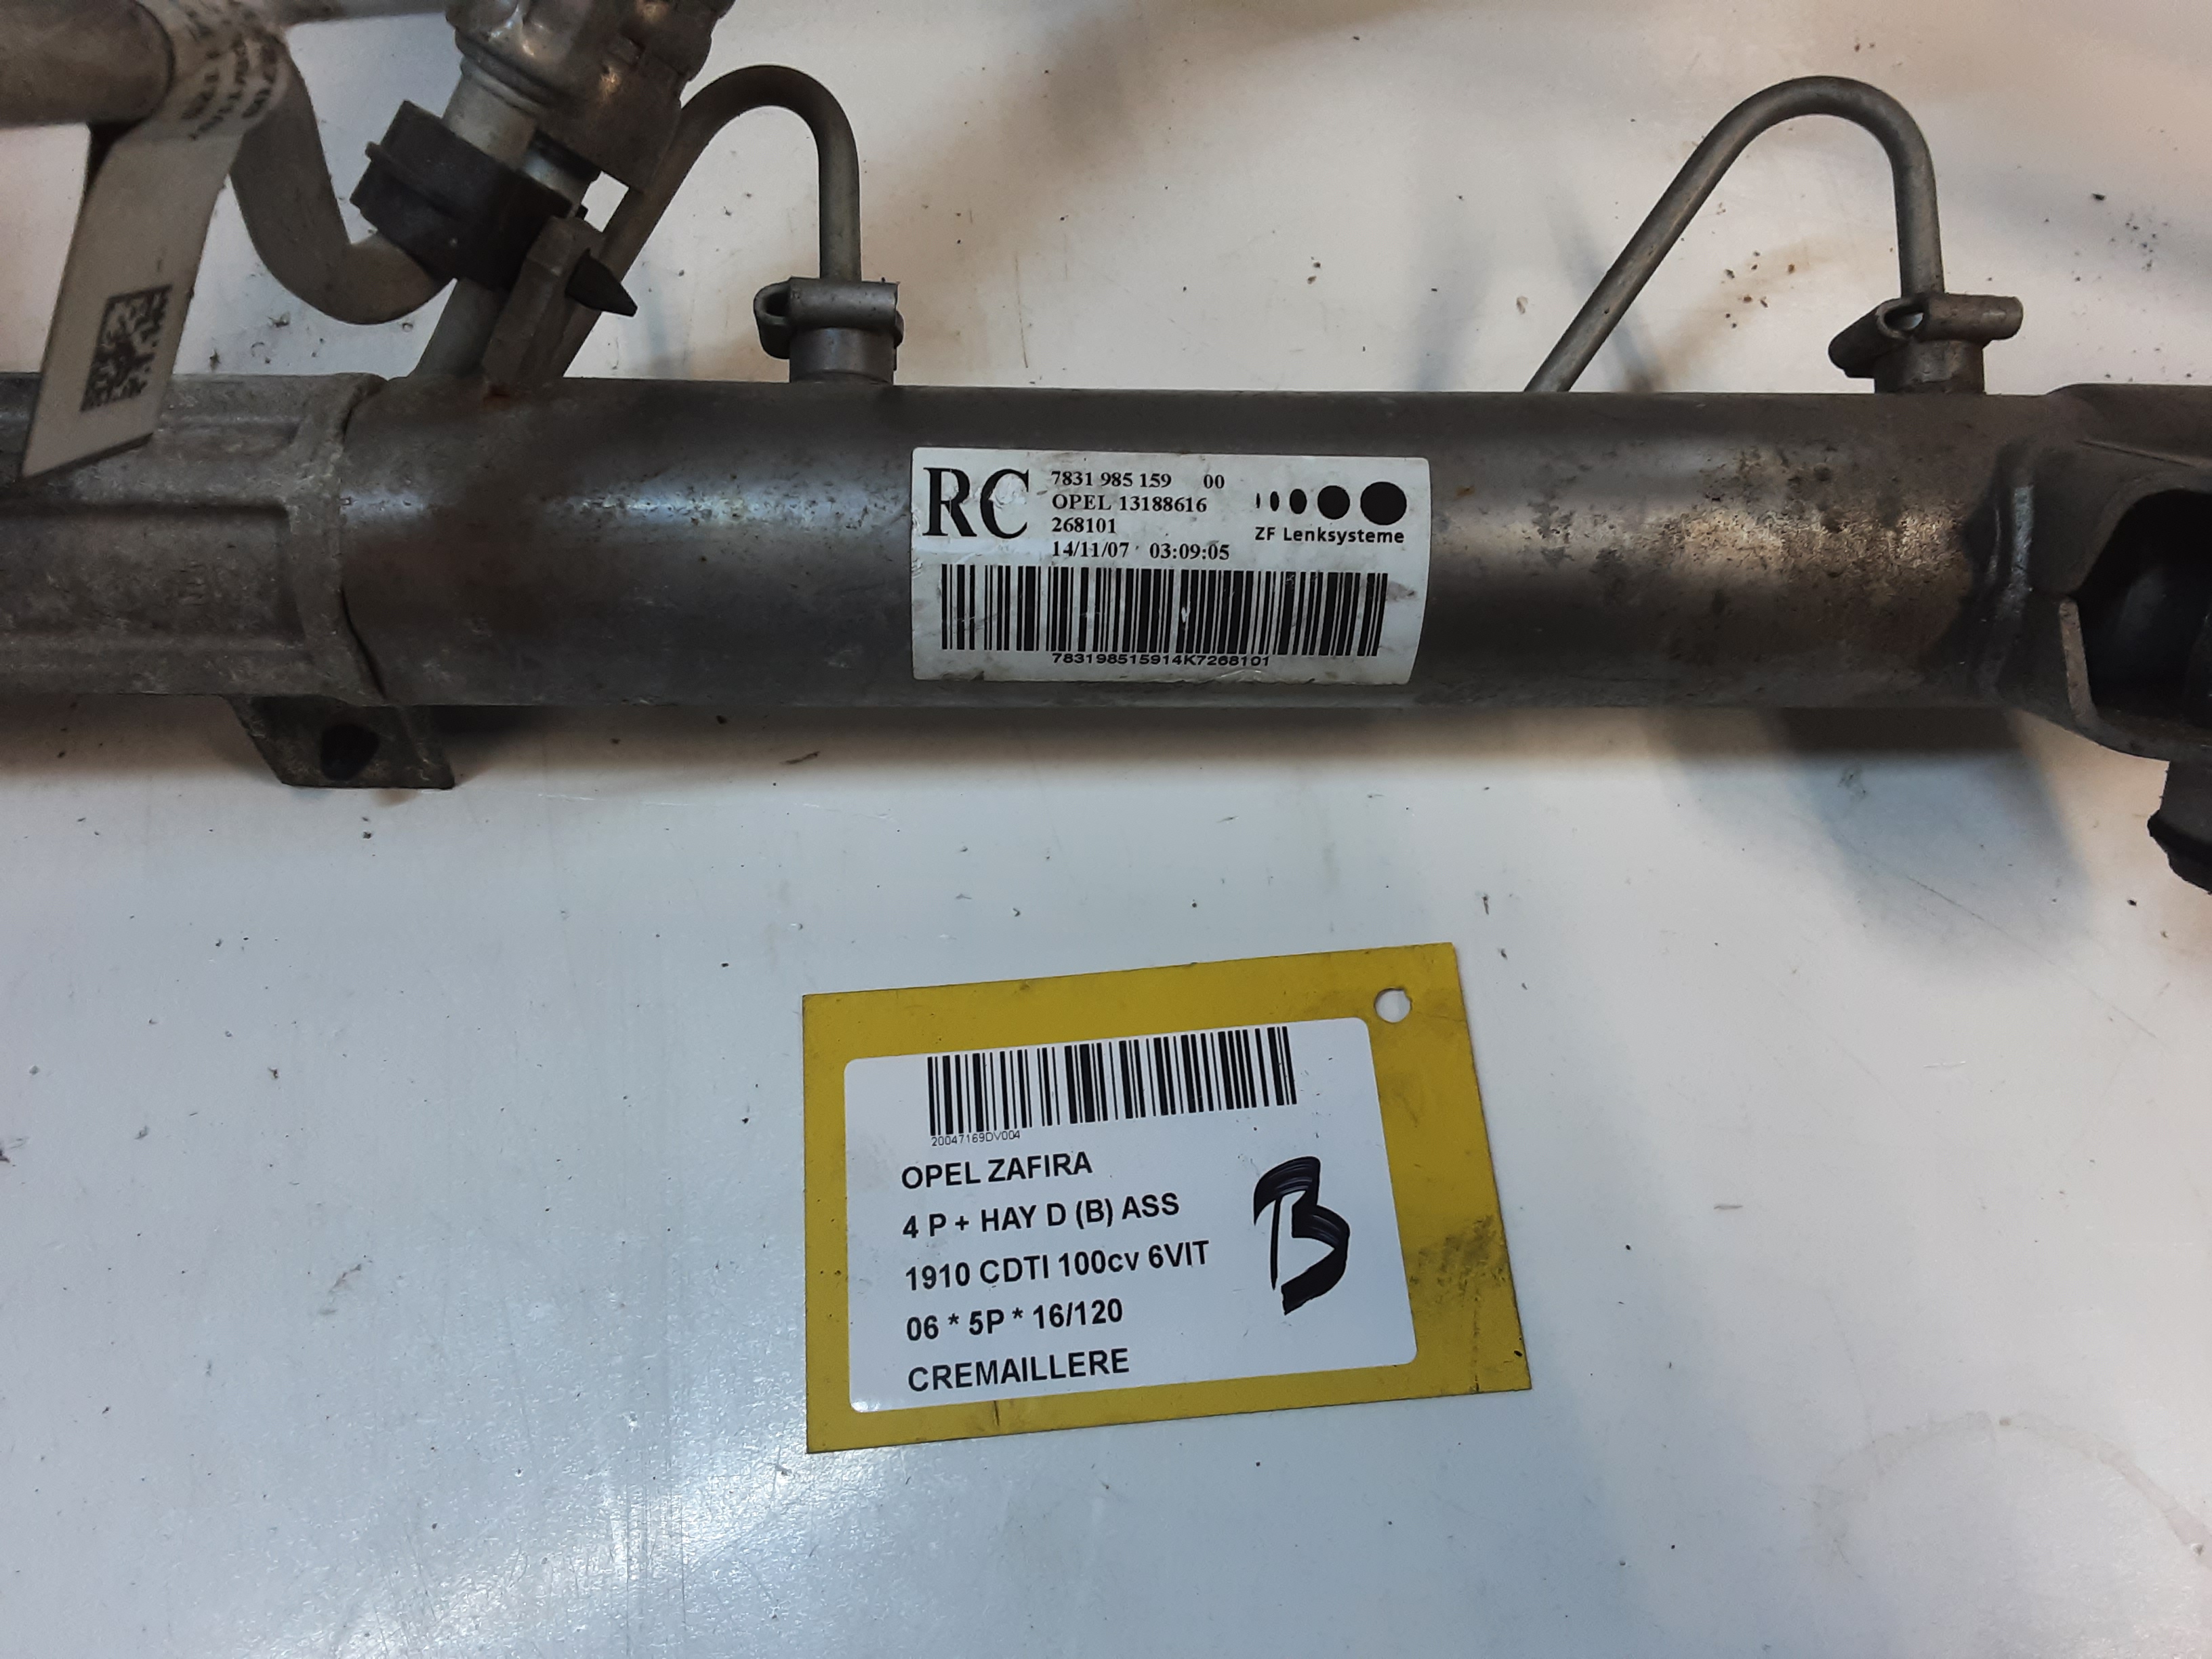 RC
7831 985 159 00
OPEL 13188616
268101
14/11/07 03:09:05
ZF Lenksysteme
783198515914K7268101
20047169DV004
OPEL ZAFIRA
4 P + HAY D (B) ASS
1910 CDTI 100cv 6VIT
06 * 5P * 16/120
CREMAILLERE
B